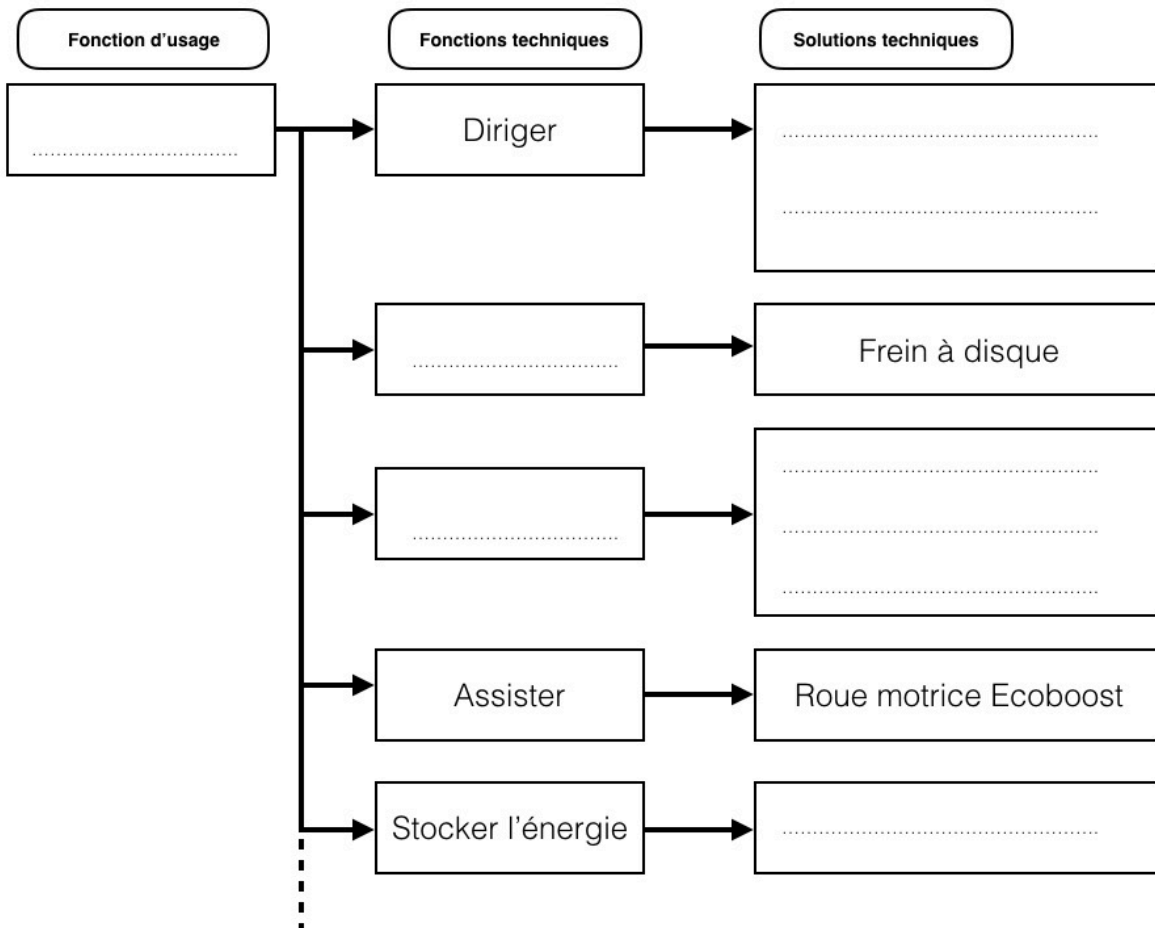 Fonction d’usage
Fonctions techniques
Solutions techniques
Diriger
Frein à disque
Assister
Roue motrice Ecoboost
Stocker l’énergie